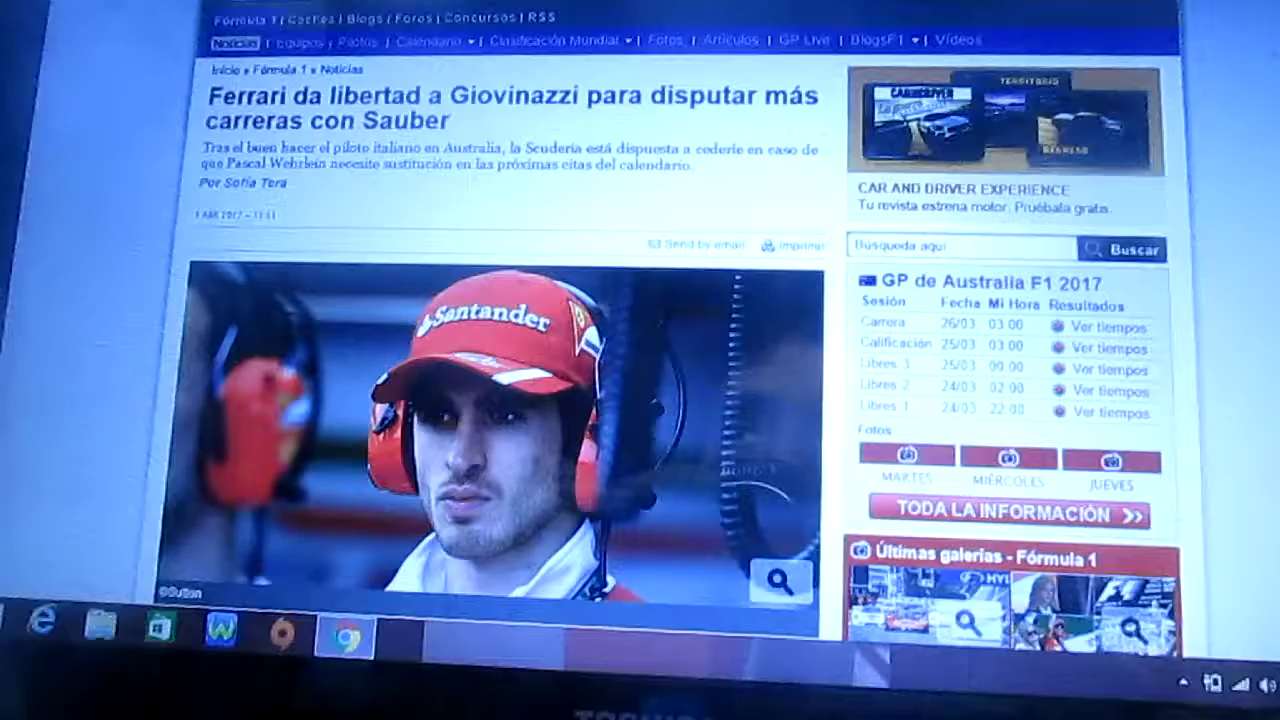 Fórmula 1 | Coches | Blogs / Foros | Concursos | RSS
Noticias | Equipos y Pilotos | Calendario | Clasificación Mundial | Fotos | Artículos | GP Live | BlogsF1 | Vídeos
Inicio » Fórmula 1 » Noticias
Ferrari da libertad a Giovinazzi para disputar más
carreras con Sauber
Tras el buen hacer el piloto italiano en Australia, la Scuderia está dispuesta a cederle en caso de
que Pascal Wehrlein necesite sustitución en las próximas citas del calendario.
Por Sofía Tera
Send by email Imprimir
Santander
©Sutton
TERRITORIO
CAR AND DRIVER EXPERIENCE
Tu revista estrena motor. Pruébala gratis.
Búsqueda aquí Buscar
GP de Australia F1 2017
Sesión Fecha Mi Hora Resultados
Carrera 26/03 03:00 Ver tiempos
Calificación 25/03 03:00 Ver tiempos
Libres 3 25/03 00:00 Ver tiempos
Libres 2 24/03 02:00 Ver tiempos
Libres 1 24/03 22:00 Ver tiempos
Fotos
MARTES MIÉRCOLES JUEVES
TODA LA INFORMACIÓN
Últimas galerías - Fórmula 1